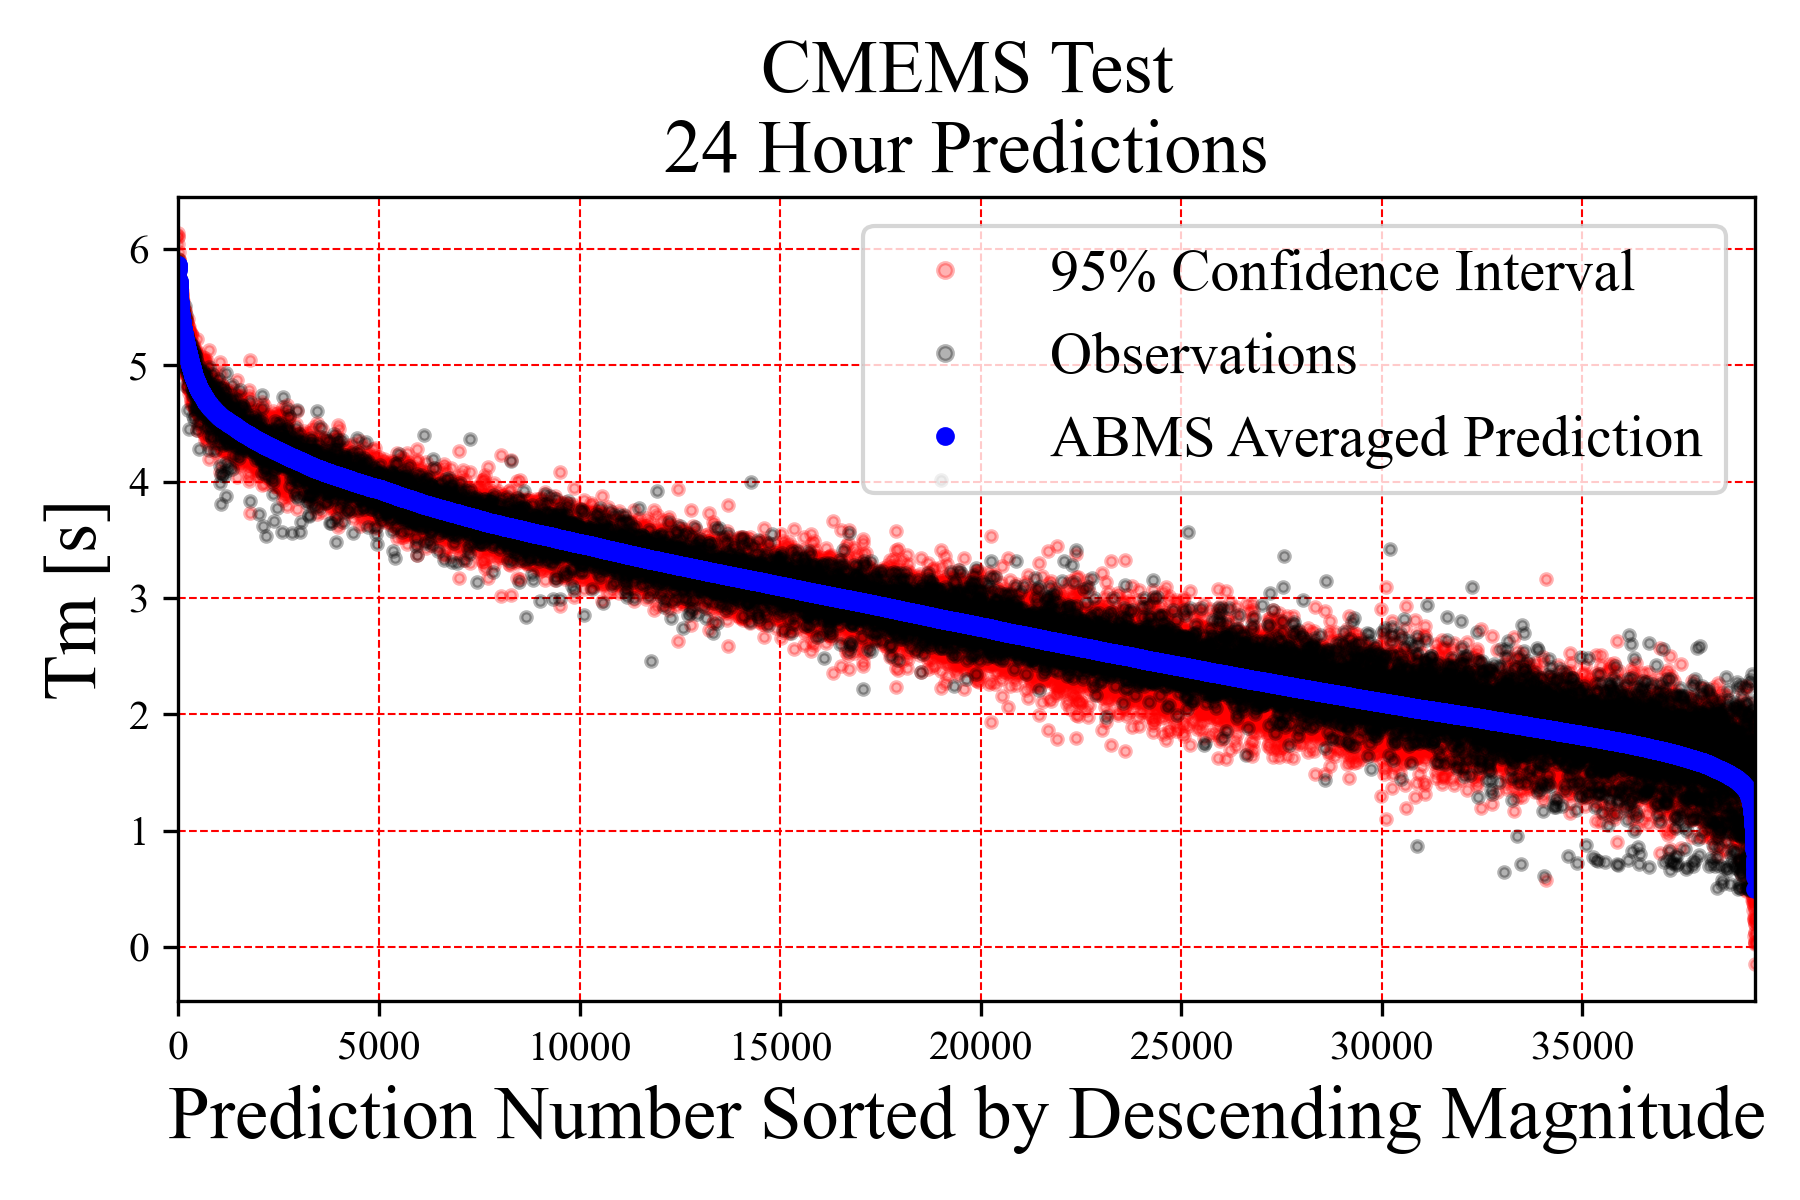 CMEMS Test
24 Hour Predictions
95% Confidence Interval
Observations
ABMS Averaged Prediction
Tm [s]
6
5
4
3
2
1
0
0 5000 10000 15000 20000 25000 30000 35000
Prediction Number Sorted by Descending Magnitude